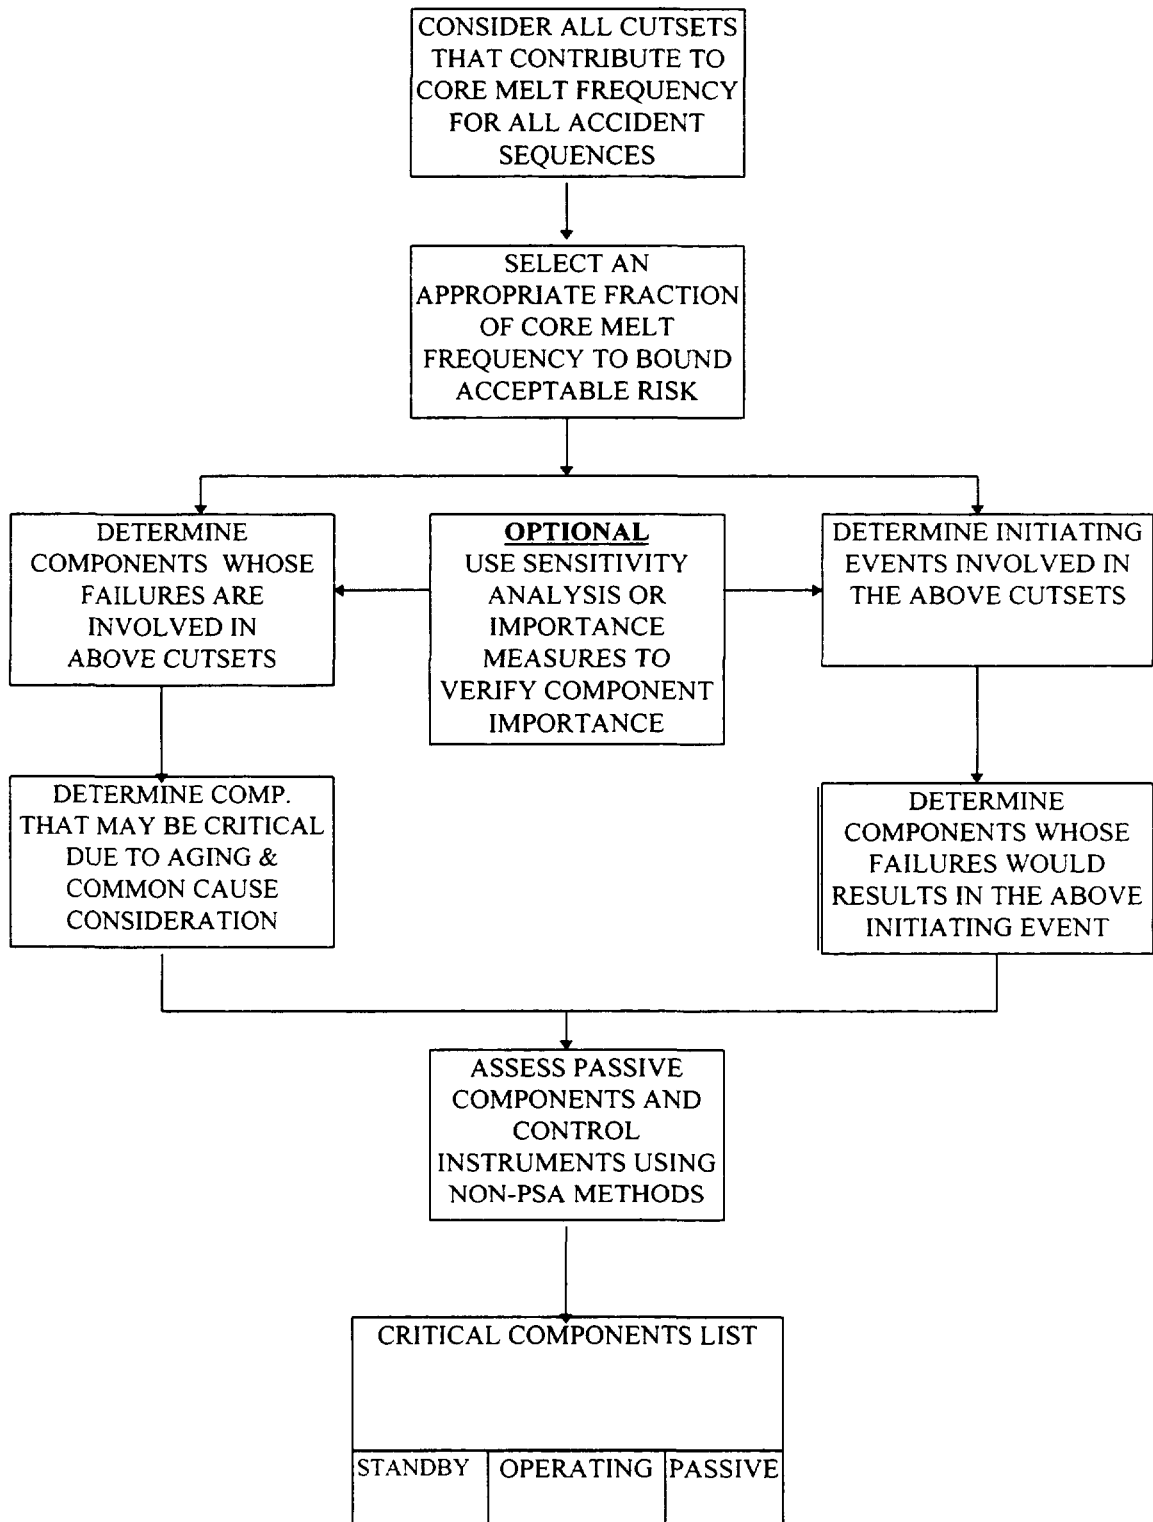 CONSIDER ALL CUTSETS
THAT CONTRIBUTE TO
CORE MELT FREQUENCY
FOR ALL ACCIDENT
SEQUENCES
SELECT AN
APPROPRIATE FRACTION
OF CORE MELT
FREQUENCY TO BOUND
ACCEPTABLE RISK
DETERMINE
COMPONENTS WHOSE
FAILURES ARE
INVOLVED IN
ABOVE CUTSETS
OPTIONAL
USE SENSITIVITY
ANALYSIS OR
IMPORTANCE
MEASURES TO
VERIFY COMPONENT
IMPORTANCE
DETERMINE INITIATING
EVENTS INVOLVED IN
THE ABOVE CUTSETS
DETERMINE COMP.
THAT MAY BE CRITICAL
DUE TO AGING &
COMMON CAUSE
CONSIDERATION
DETERMINE
COMPONENTS WHOSE
FAILURES WOULD
RESULTS IN THE ABOVE
INITIATING EVENT
ASSESS PASSIVE
COMPONENTS AND
CONTROL
INSTRUMENTS USING
NON-PSA METHODS
CRITICAL COMPONENTS LIST
STANDBY OPERATING PASSIVE